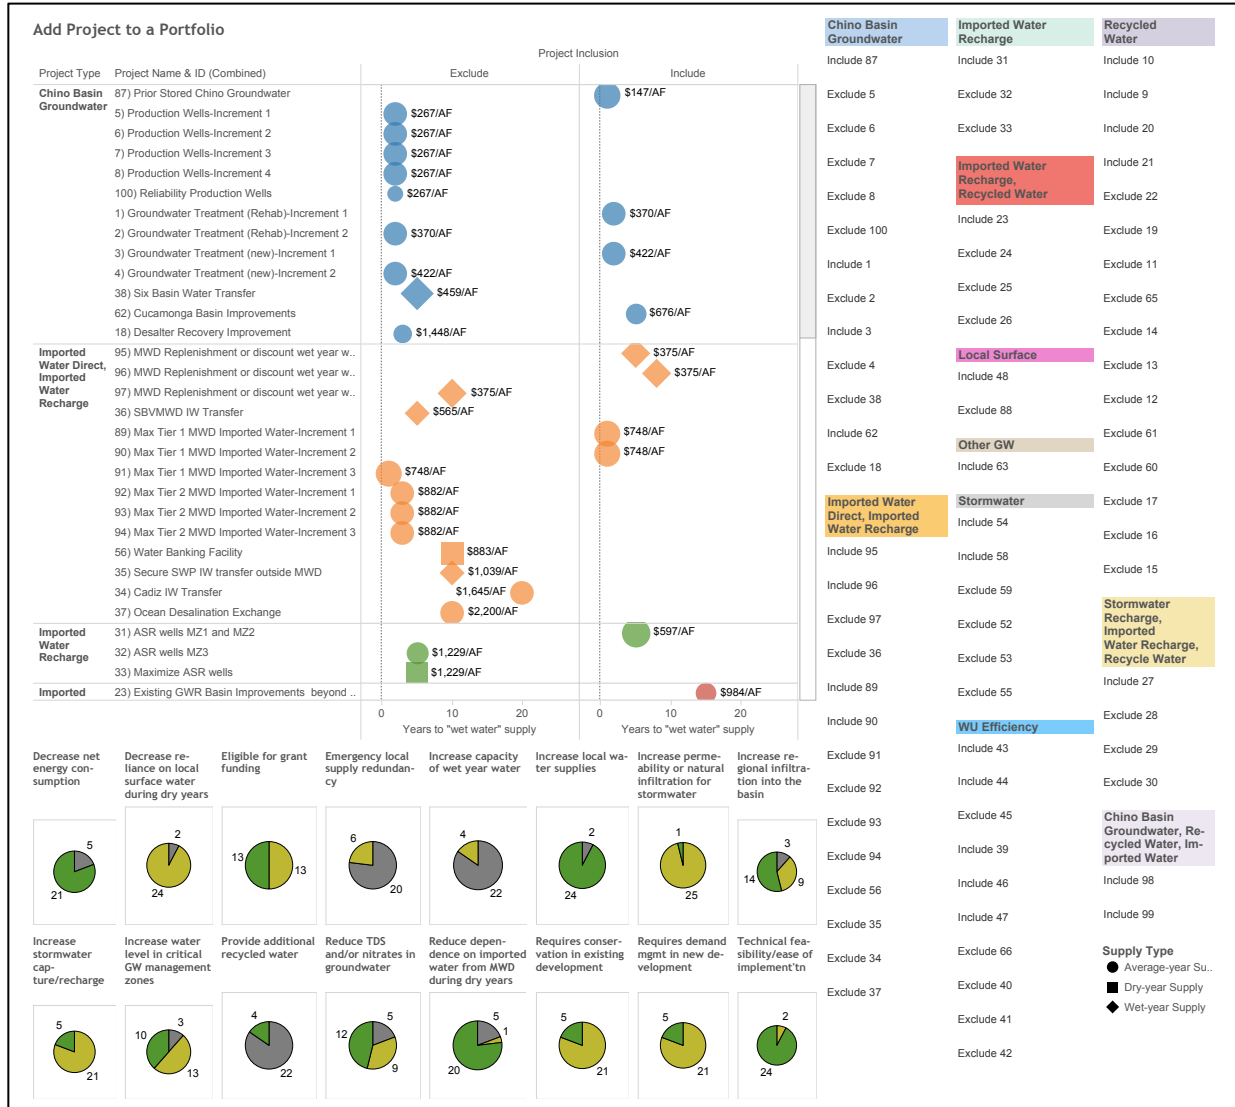 Add Project to a Portfolio
Project Inclusion
Project Type Project Name & ID (Combined) Exclude Include
Chino Basin Groundwater
87) Prior Stored Chino Groundwater $147/AF
5) Production Wells-Increment 1 $267/AF
6) Production Wells-Increment 2 $267/AF
7) Production Wells-Increment 3 $267/AF
8) Production Wells-Increment 4 $267/AF
100) Reliability Production Wells $267/AF
1) Groundwater Treatment (Rehab)-Increment 1 $370/AF
2) Groundwater Treatment (Rehab)-Increment 2 $370/AF
3) Groundwater Treatment (new)-Increment 1 $422/AF
4) Groundwater Treatment (new)-Increment 2 $422/AF
38) Six Basin Water Transfer $459/AF
62) Cucamonga Basin Improvements $676/AF
18) Desalter Recovery Improvement $1,448/AF
Imported
Water Direct,
Imported
Water
Recharge
95) MWD Replenishment or discount wet year w.. $375/AF
96) MWD Replenishment or discount wet year w.. $375/AF
97) MWD Replenishment or discount wet year w.. $375/AF
36) SBVMWD IW Transfer $565/AF
89) Max Tier 1 MWD Imported Water-Increment 1 $748/AF
90) Max Tier 1 MWD Imported Water-Increment 2 $748/AF
91) Max Tier 1 MWD Imported Water-Increment 3 $748/AF
92) Max Tier 2 MWD Imported Water-Increment 1 $882/AF
93) Max Tier 2 MWD Imported Water-Increment 2 $882/AF
94) Max Tier 2 MWD Imported Water-Increment 3 $882/AF
56) Water Banking Facility $883/AF
35) Secure SWP IW transfer outside MWD $1,039/AF
34) Cadiz IW Transfer $1,645/AF
37) Ocean Desalination Exchange $2,200/AF
Imported
Water
Recharge
31) ASR wells MZ1 and MZ2 $597/AF
32) ASR wells MZ3 $1,229/AF
33) Maximize ASR wells $1,229/AF
Imported 23) Existing GWR Basin Improvements beyond .. $984/AF
0 10 20 0 10 20
Years to "wet water" supply Years to "wet water" supply
Decrease net
energy con-
sumption
5
21
Decrease re-
liance on local
surface water
during dry years
2
24
Eligible for grant
funding
13
13
Emergency local
supply redundan-
cy
6
20
Increase capacity
of wet year water
4
22
Increase local wa-
ter supplies
2
24
Increase perme-
ability or natural
infiltration for
stormwater
1
25
Increase re-
gional infiltra-
tion into the
basin
3
14
9
Increase
stormwater
cap-
ture/recharge
5
21
Increase water
level in critical
GW management
zones
10
3
13
Provide additional
recycled water
4
22
Reduce TDS
and/or nitrates in
groundwater
12
5
9
Reduce depen-
dence on imported
water from MWD
during dry years
5
1
20
Requires conser-
vation in existing
development
5
21
Requires demand
mgmt in new de-
velopment
5
21
Technical fea-
sibility/ease of
implement'tn
2
24
Chino Basin
Groundwater
Include 87
Exclude 5
Exclude 6
Exclude 7
Exclude 8
Exclude 100
Include 1
Exclude 2
Include 3
Exclude 4
Exclude 38
Include 62
Exclude 18
Imported Water
Direct, Imported
Water Recharge
Include 95
Include 96
Exclude 97
Exclude 36
Include 89
Include 90
Exclude 91
Exclude 92
Exclude 93
Exclude 94
Exclude 56
Exclude 35
Exclude 34
Exclude 37
Imported Water
Recharge
Include 31
Exclude 32
Exclude 33
Imported Water
Recharge,
Recycled Water
Include 23
Exclude 24
Exclude 25
Exclude 26
Local Surface
Include 48
Exclude 88
Other GW
Include 63
Stormwater
Include 54
Include 58
Exclude 59
Exclude 52
Exclude 53
Exclude 55
WU Efficiency
Include 43
Include 44
Exclude 45
Include 39
Include 46
Include 47
Exclude 66
Exclude 40
Exclude 41
Exclude 42
Recycled
Water
Include 10
Include 9
Include 20
Include 21
Exclude 22
Exclude 19
Exclude 11
Exclude 65
Exclude 14
Exclude 13
Exclude 12
Exclude 61
Exclude 60
Exclude 17
Exclude 16
Exclude 15
Stormwater
Recharge,
Imported
Water Recharge,
Recycle Water
Include 27
Exclude 28
Exclude 29
Exclude 30
Chino Basin
Groundwater, Re-
cycled Water, Im-
ported Water
Include 98
Include 99
Supply Type
Average-year Su..
Dry-year Supply
Wet-year Supply